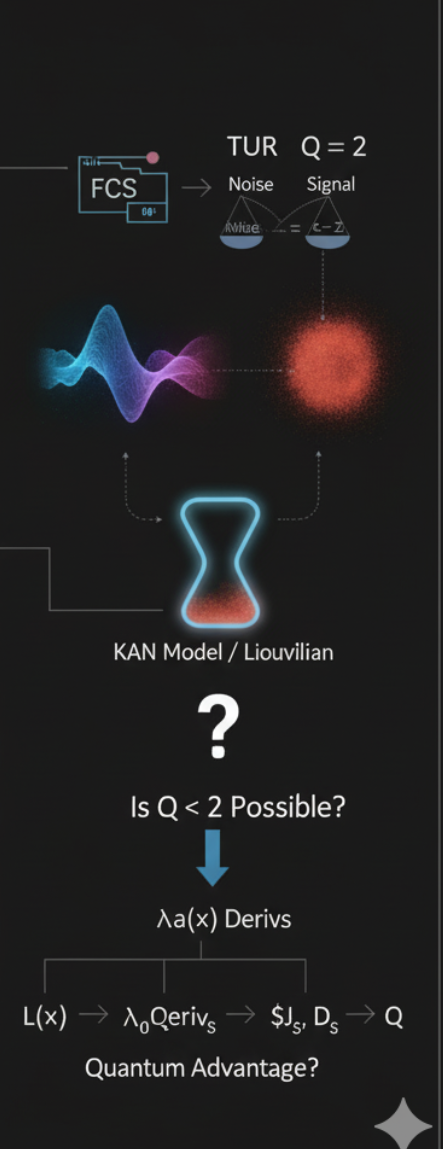 TUR Q = 2
FCS
Noise Signal
=
KAN Model / Liouvilian
?
Is Q < 2 Possible?
λa(x) Derivs
L(x) → λ₀Qerivₛ → $Jₛ, Dₛ → Q
Quantum Advantage?